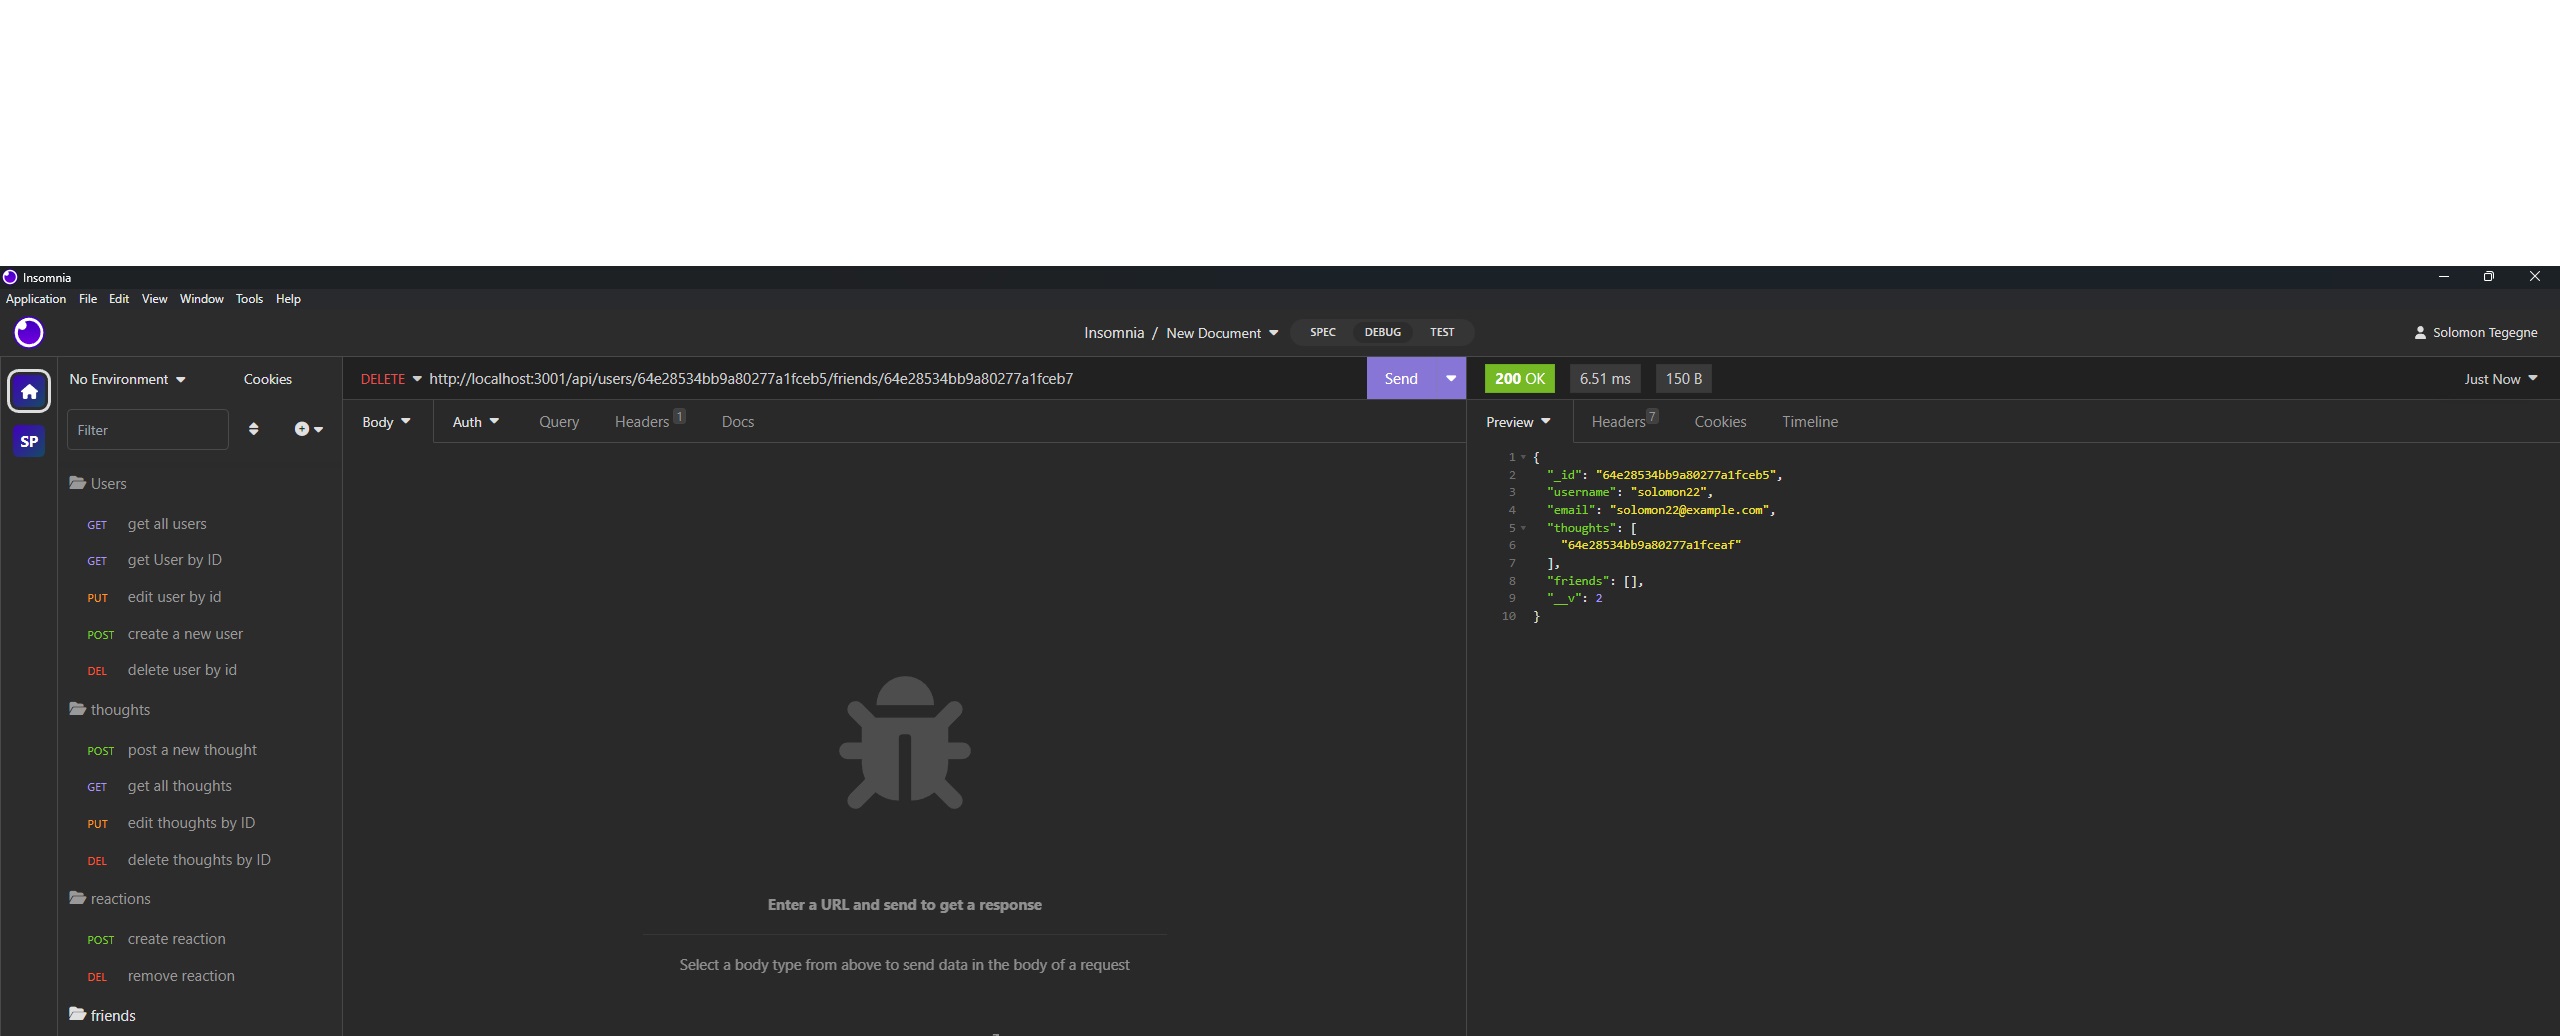 Insomnia
Application File Edit View Window Tools Help
Insomnia / New Document SPEC DEBUG TEST
Solomon Tegegne
No Environment Cookies
Filter
SP
Users
GET get all users
GET get User by ID
PUT edit user by id
POST create a new user
DEL delete user by id
thoughts
POST post a new thought
GET get all thoughts
PUT edit thoughts by ID
DEL delete thoughts by ID
reactions
POST create reaction
DEL remove reaction
friends
DELETE http://localhost:3001/api/users/64e28534bb9a80277a1fceb5/friends/64e28534bb9a80277a1fceb7 Send
Body Auth Query Headers 1 Docs
Enter a URL and send to get a response
Select a body type from above to send data in the body of a request
200 OK 6.51 ms 150 B Just Now
Preview Headers 7 Cookies Timeline
1 {
2 "_id": "64e28534bb9a80277a1fceb5",
3 "username": "solomon22",
4 "email": "solomon22@example.com",
5 "thoughts": [
6 "64e28534bb9a80277a1fceaf"
7 ],
8 "friends": [],
9 "__v": 2
10 }